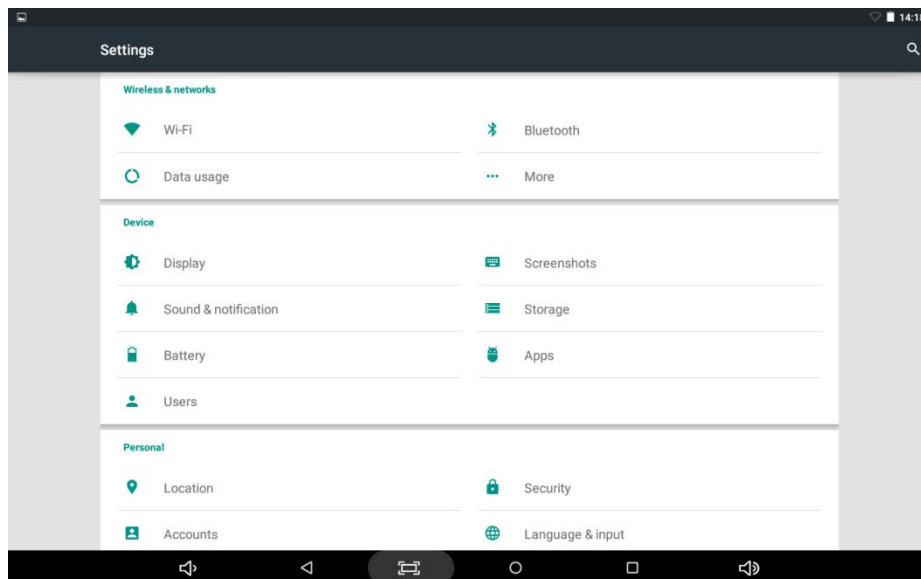 14:18
Settings
Wireless & networks
Wi-Fi
Bluetooth
Data usage
More
Device
Display
Screenshots
Sound & notification
Storage
Battery
Apps
Users
Personal
Location
Security
Accounts
Language & input